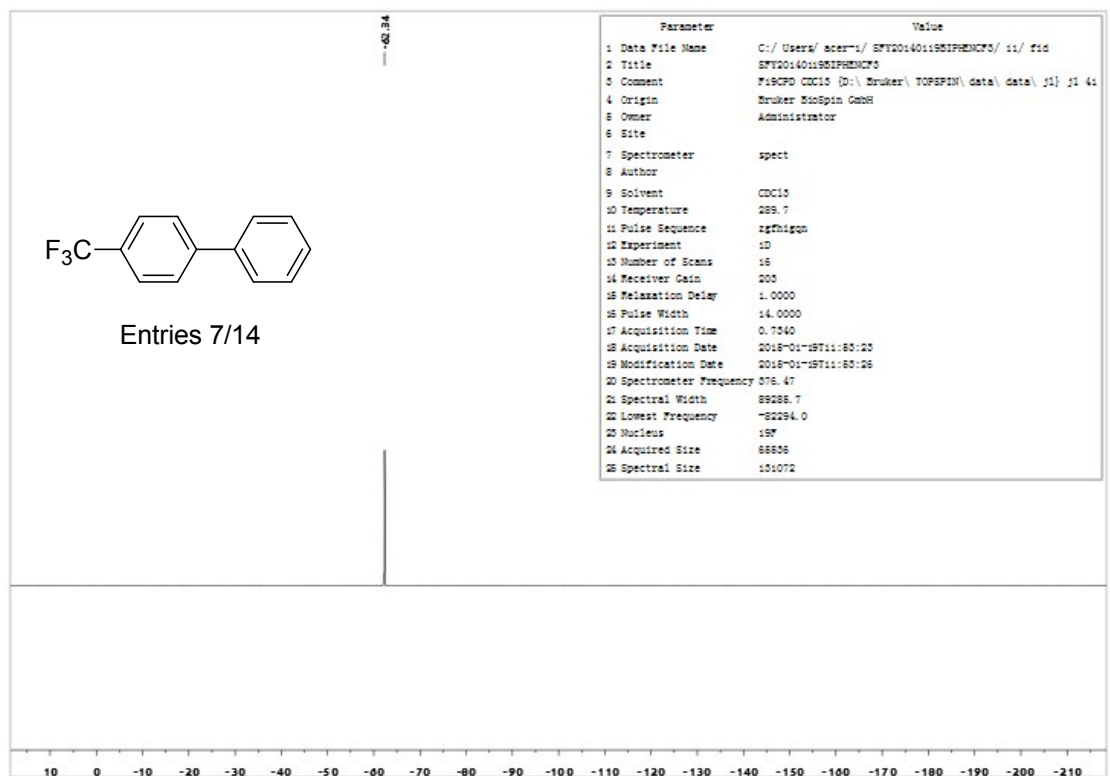 -62.34
Parameter Value
1 Data File Name C:/ Users/ acer-1/ SFY20140119BIPHENCF3/ 11/ fid
2 Title SFY20140119BIPHENCF3
3 Comment F19CPD CDCl3 {D:\ Bruker\ TOPSPIN\ data\ data\ jl} jl 41
4 Origin Bruker BioSpin GmbH
5 Owner Administrator
6 Site
7 Spectrometer spect
8 Author
9 Solvent CDCl3
10 Temperature 289.7
11 Pulse Sequence zgfhigqn
12 Experiment 1D
13 Number of Scans 16
14 Receiver Gain 203
15 Relaxation Delay 1.0000
16 Pulse Width 14.0000
17 Acquisition Time 0.7340
18 Acquisition Date 2015-01-19T11:53:23
19 Modification Date 2015-01-19T11:53:26
20 Spectrometer Frequency 376.47
21 Spectral Width 89285.7
22 Lowest Frequency -82294.0
23 Nucleus 19F
24 Acquired Size 65536
25 Spectral Size 131072
F3C
Entries 7/14
10 0 -10 -20 -30 -40 -50 -60 -70 -80 -90 -100 -110 -120 -130 -140 -150 -160 -170 -180 -190 -200 -210